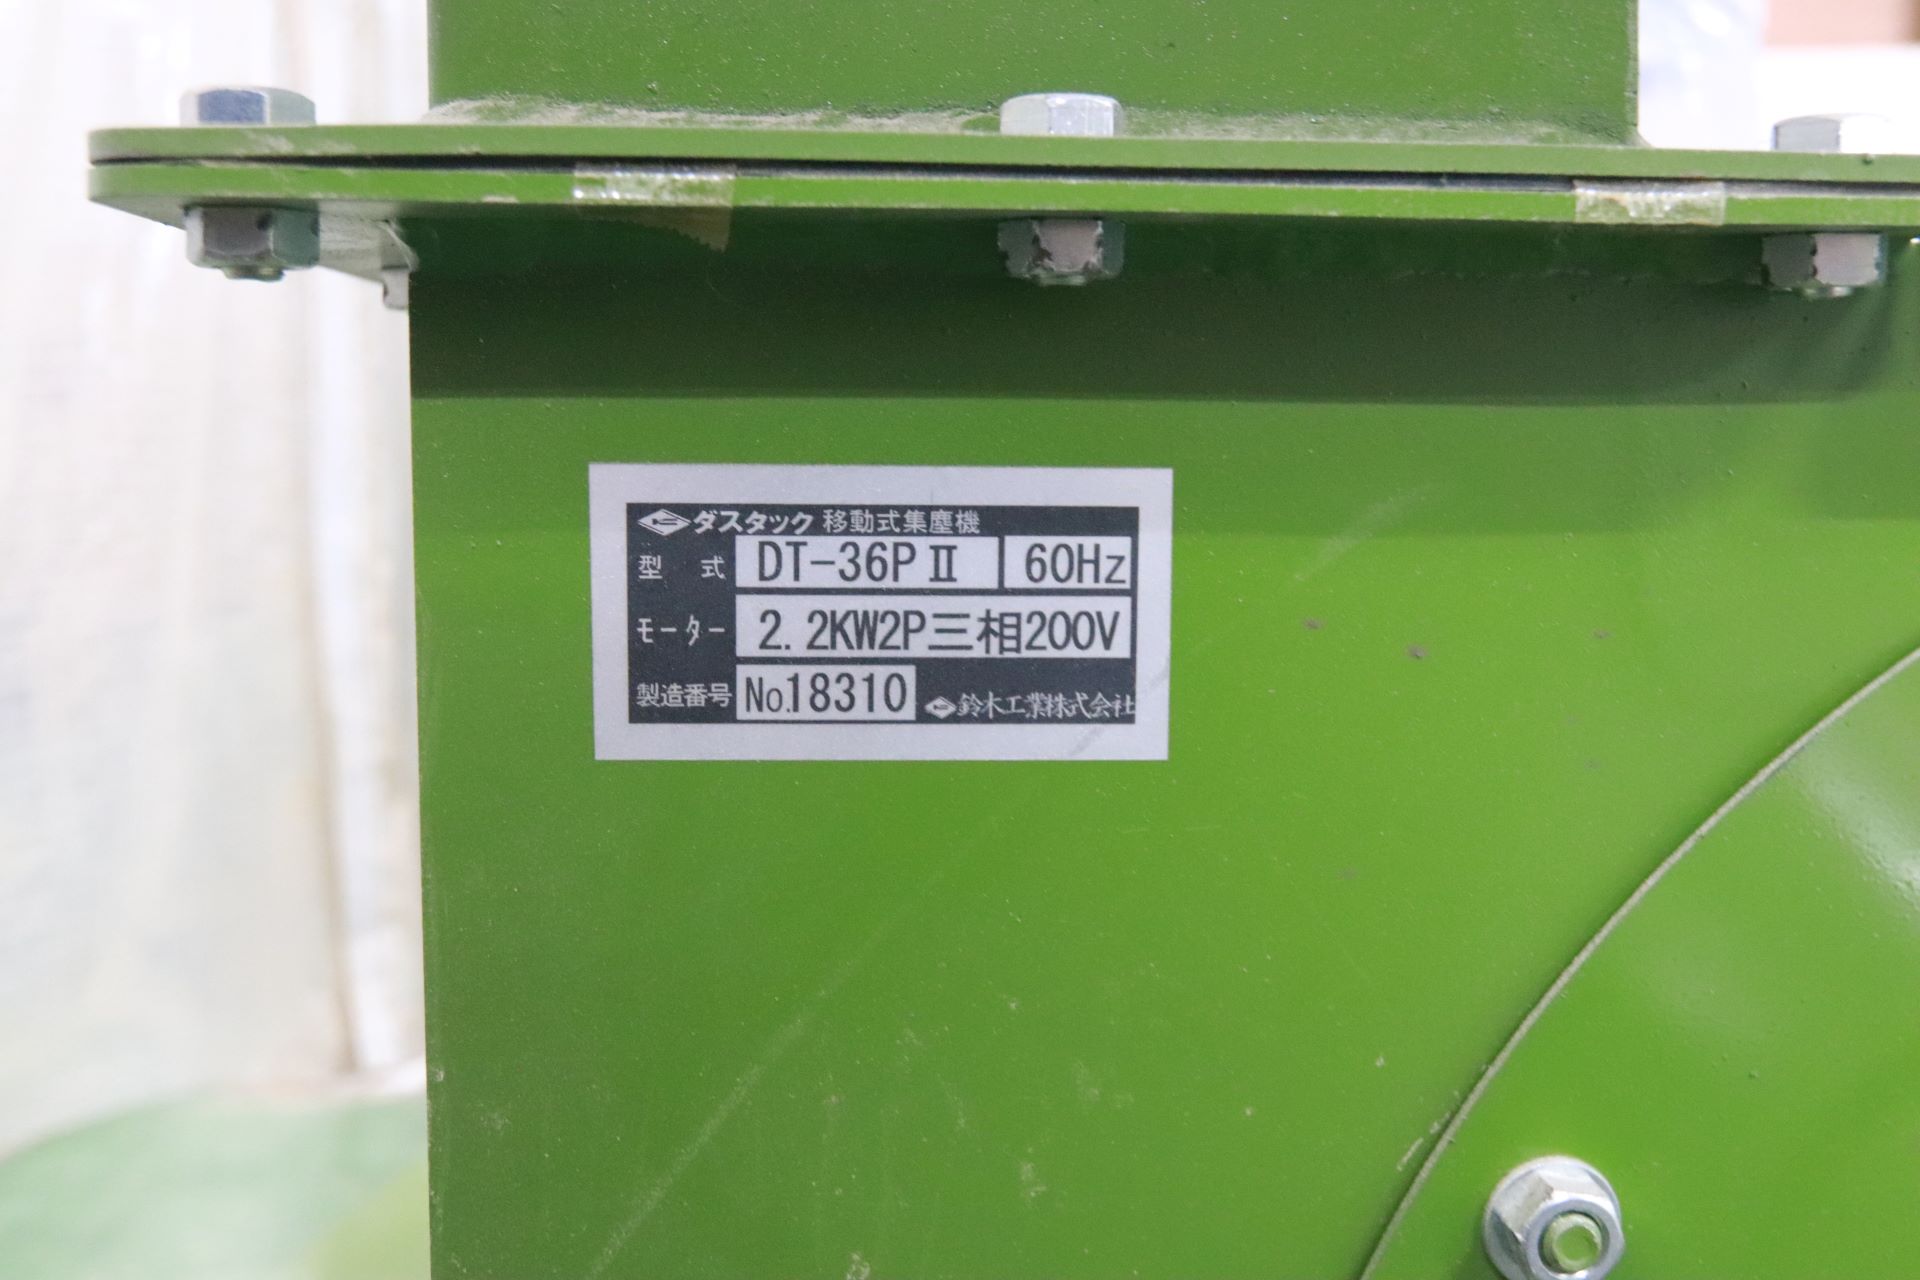 ダスタック 移動式集塵機
型 式 DT-36PⅡ 60Hz
モーター 2.2KW2P三相200V
製造番号 No.18310 鈴木工業株式会社